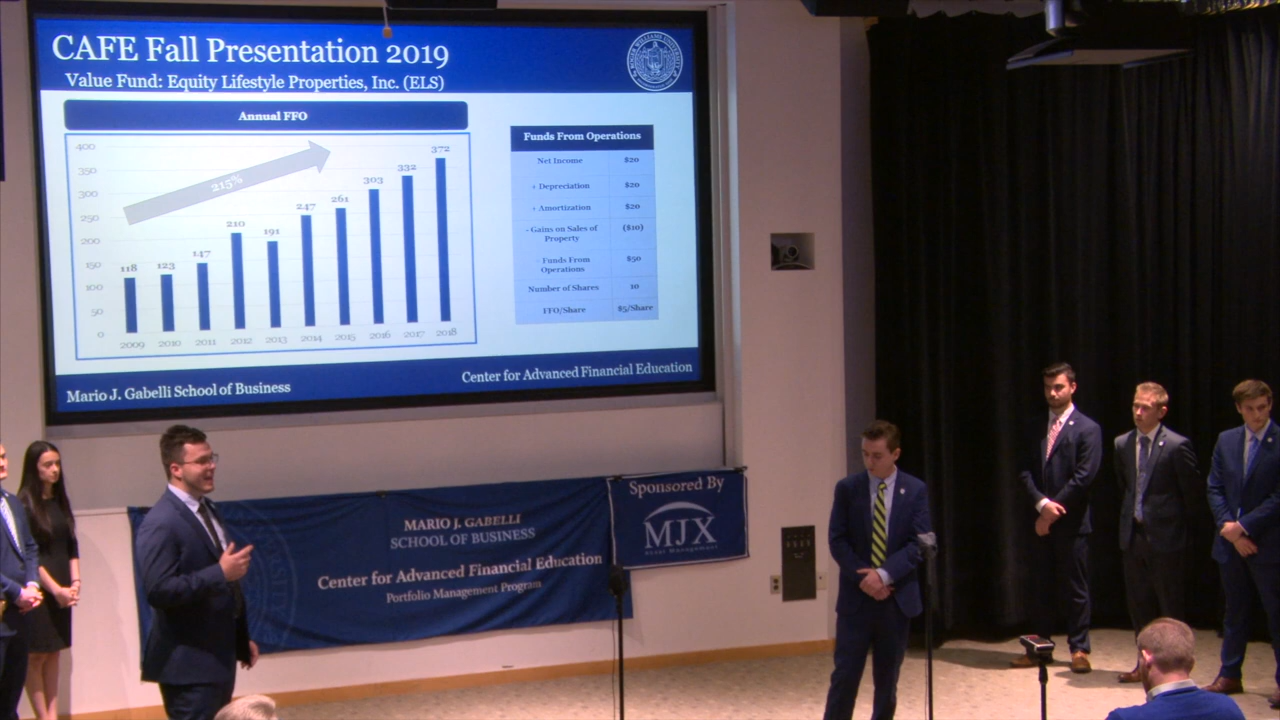 CAFE Fall Presentation 2019
Value Fund: Equity Lifestyle Properties, Inc. (ELS)
ROGER WILLIAMS UNIVERSITY
Annual FFO
400
350
300
250
200
150
100
50
0
215%
118
123
147
210
191
247
261
303
332
372
2009 2010 2011 2012 2013 2014 2015 2016 2017 2018
Funds From Operations
Net Income $20
+ Depreciation $20
+ Amortization $20
- Gains on Sales of
Property ($10)
Funds From
Operations $50
Number of Shares 10
FFO/Share $5/Share
Mario J. Gabelli School of Business
Center for Advanced Financial Education
MARIO J. GABELLI
SCHOOL OF BUSINESS
Center for Advanced Financial Education
Portfolio Management Program
Sponsored By
MJX
Asset Management